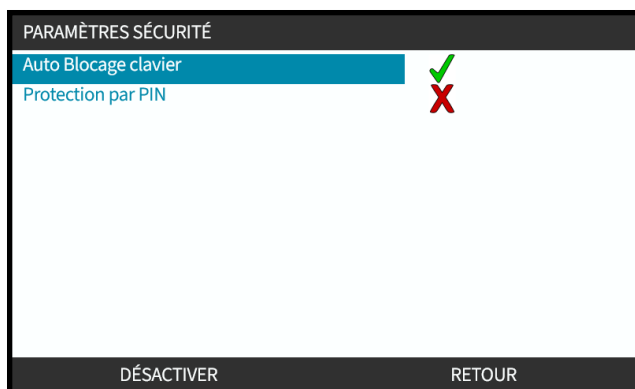 PARAMÈTRES SÉCURITÉ
Auto Blocage clavier
Protection par PIN
DÉSACTIVER RETOUR